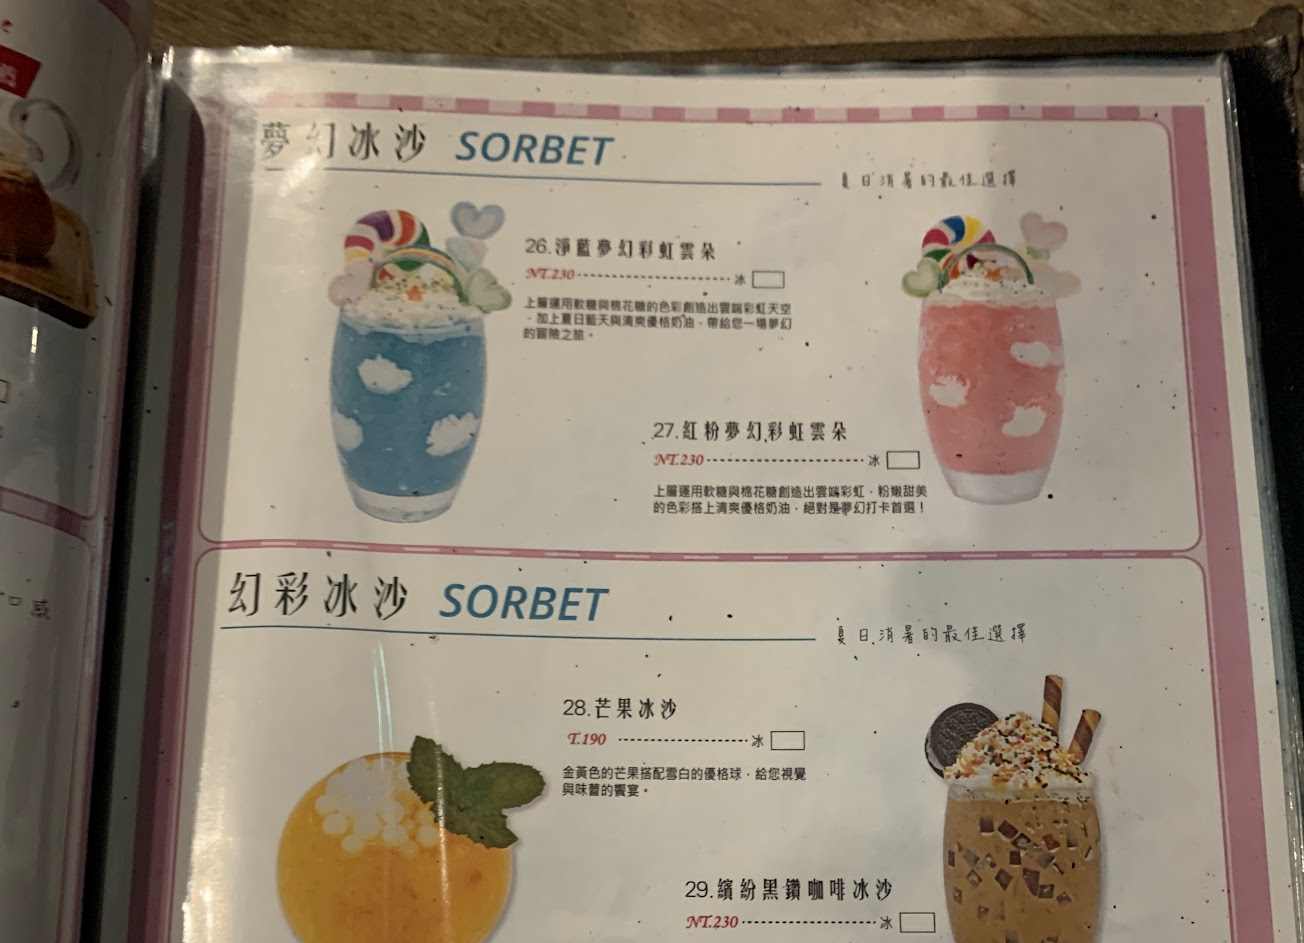 夢幻冰沙 SORBET
夏日消暑的最佳選擇
26.淨藍夢幻彩虹雲朵
NT.230 冰
上層運用軟糖與棉花糖的色彩創造出雲端彩虹天空
，加上夏日藍天與清爽優格奶油，帶給您一場夢幻
的冒險之旅。
27.紅粉夢幻彩虹雲朵
NT.230 冰
上層運用軟糖與棉花糖創造出雲端彩虹，粉嫩甜美
的色彩搭上清爽優格奶油，絕對是夢幻打卡首選！
幻彩冰沙 SORBET
夏日消暑的最佳選擇
28.芒果冰沙
T.190 冰
金黃色的芒果搭配雪白的優格球，給您視覺
與味蕾的饗宴。
29.繽紛黑鑽咖啡冰沙
NT.230 冰
口感